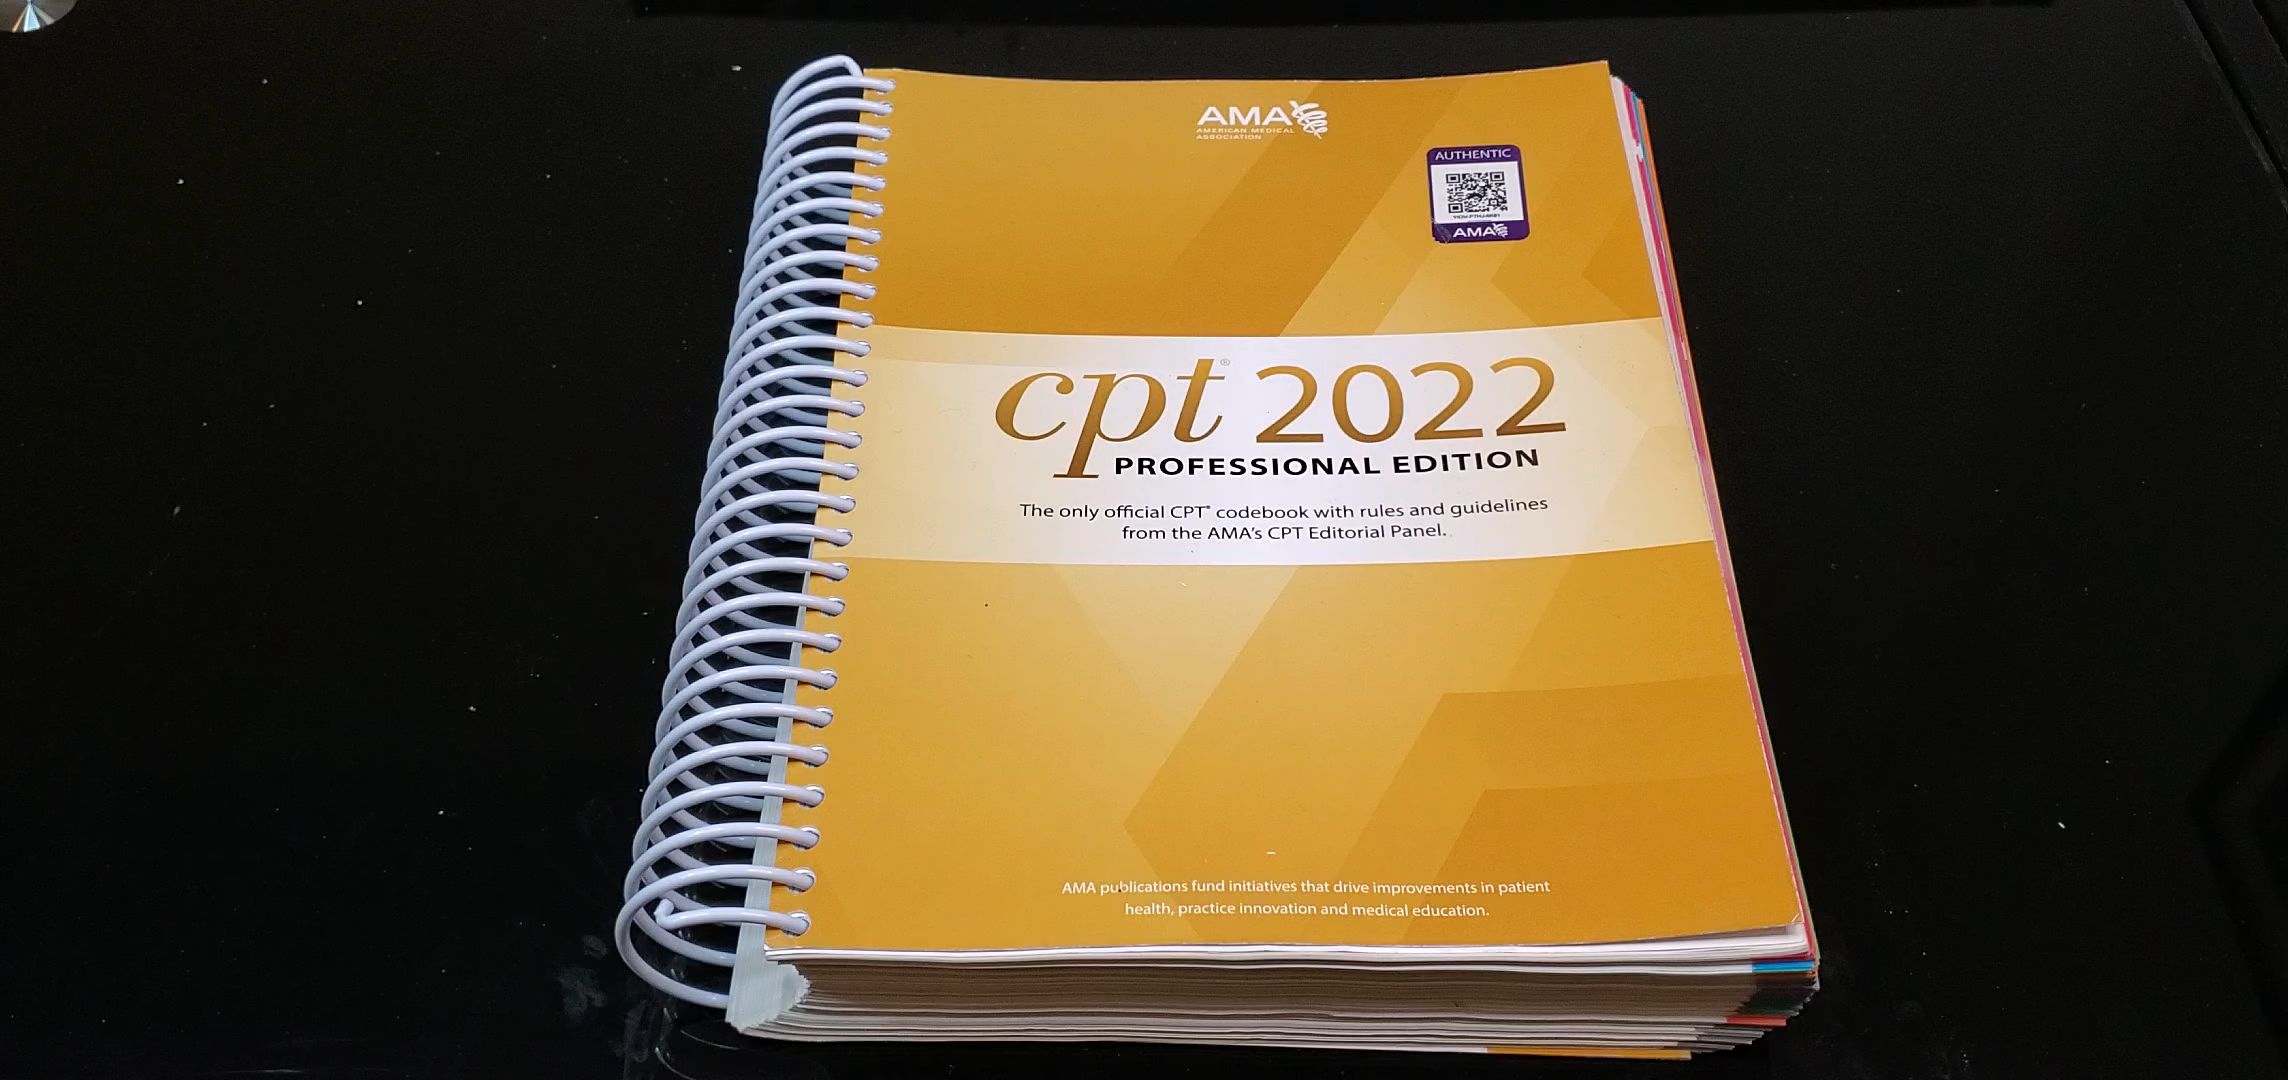 AMA
AMERICAN MEDICAL
ASSOCIATION
AUTHENTIC
AMA
cpt® 2022
PROFESSIONAL EDITION
The only official CPT® codebook with rules and guidelines
from the AMA's CPT Editorial Panel.
AMA publications fund initiatives that drive improvements in patient
health, practice innovation and medical education.